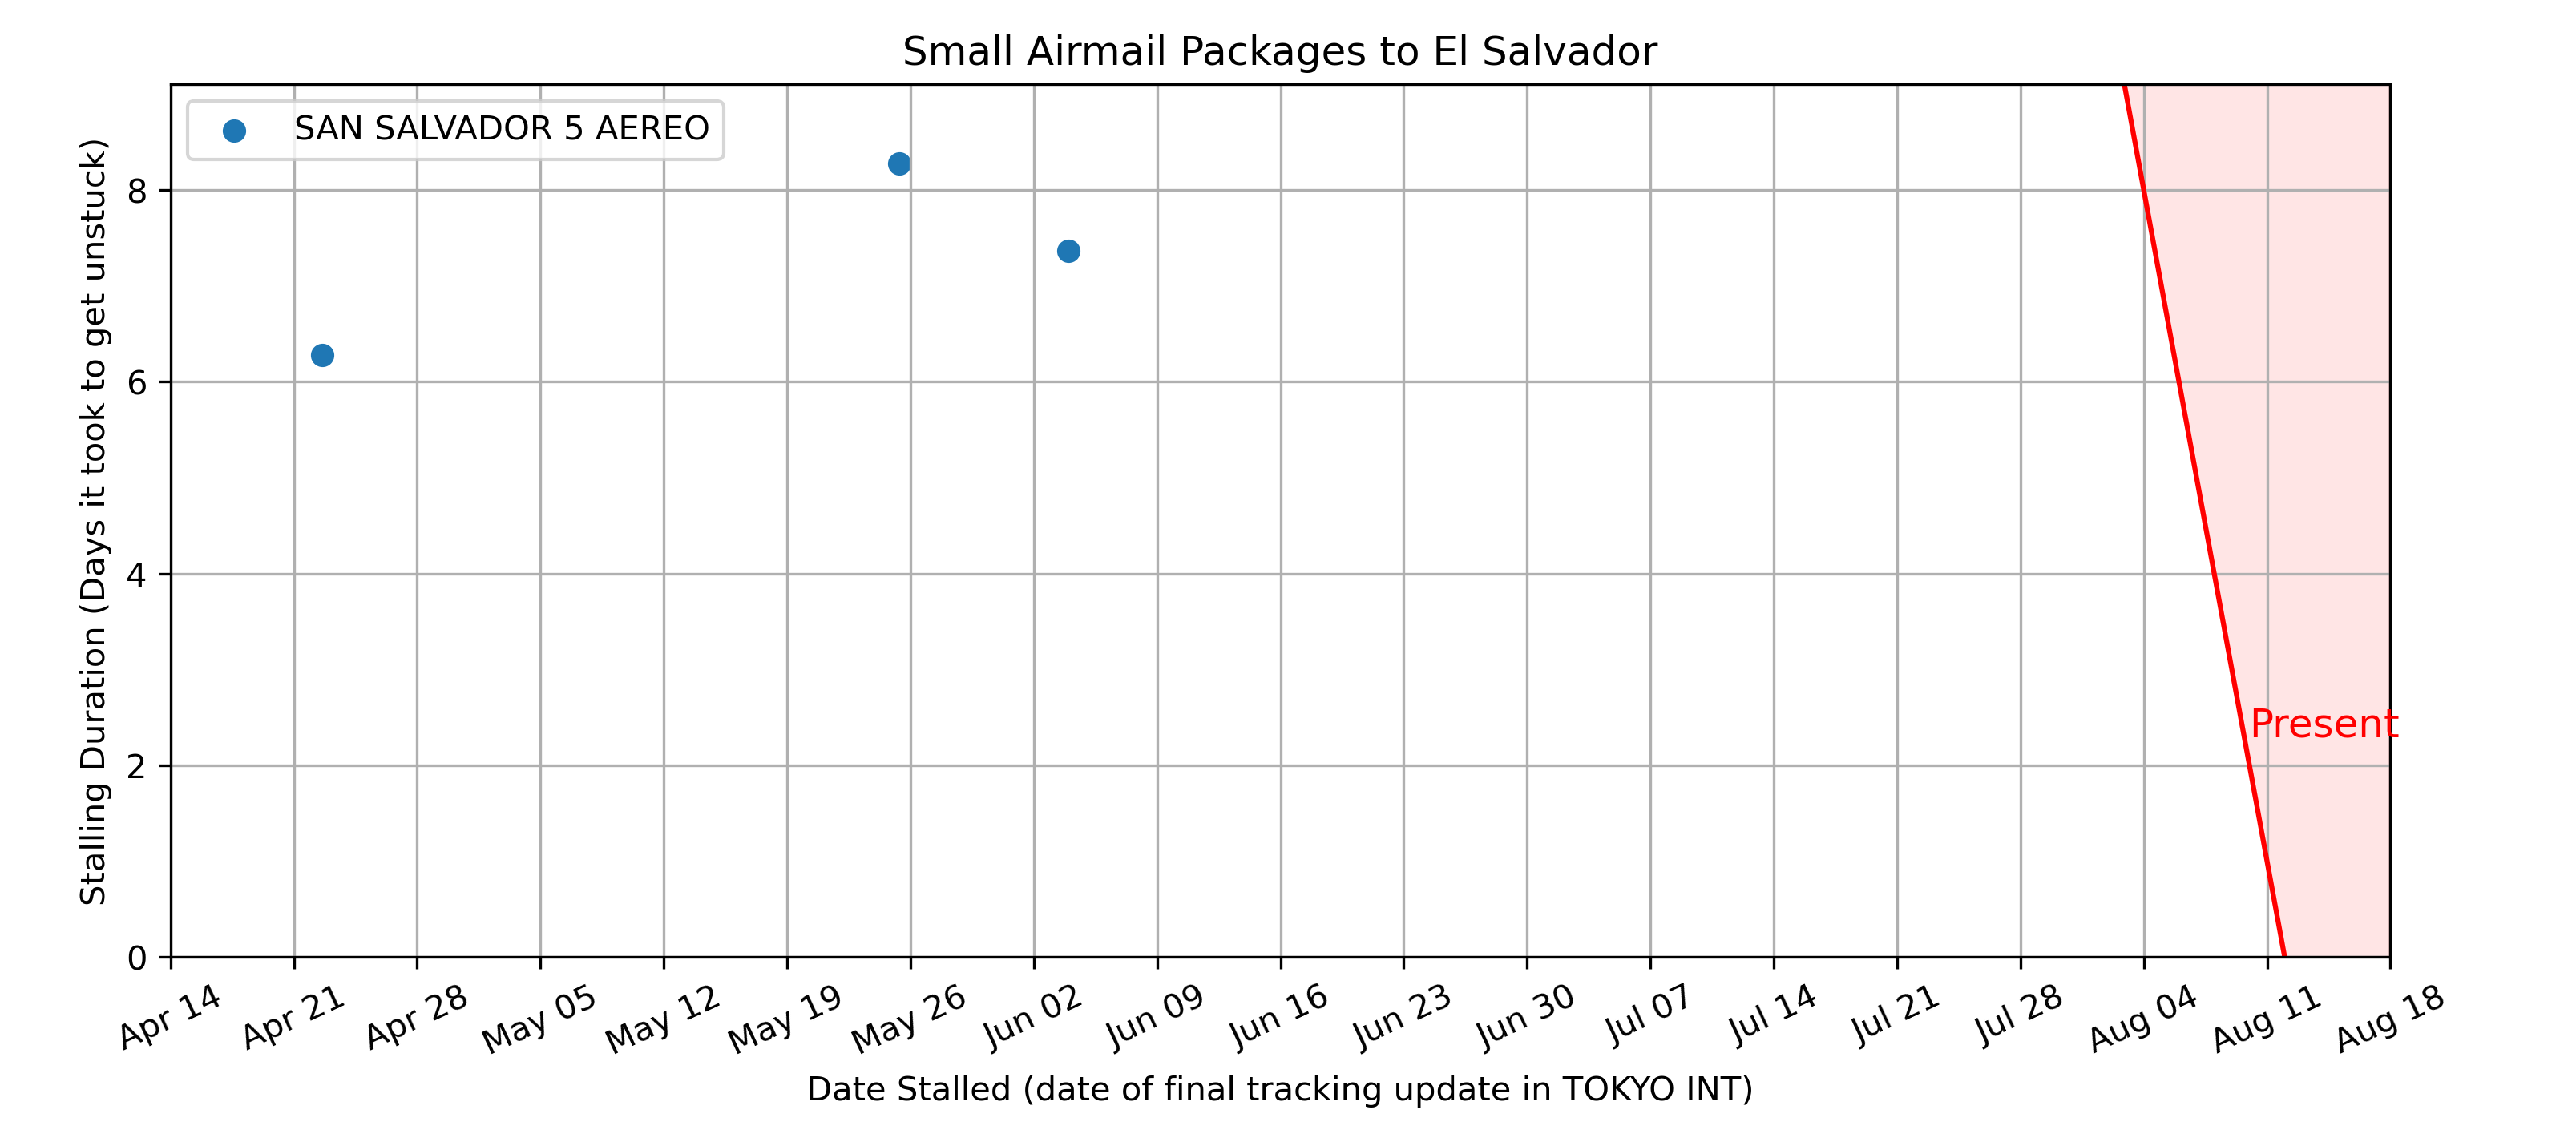 Small Airmail Packages to El Salvador
SAN SALVADOR 5 AEREO
Stalling Duration (Days it took to get unstuck)
8
6
4
2
0
Present
Apr 14
Apr 21
Apr 28
May 05
May 12
May 19
May 26
Jun 02
Jun 09
Jun 16
Jun 23
Jun 30
Jul 07
Jul 14
Jul 21
Jul 28
Aug 04
Aug 11
Aug 18
Date Stalled (date of final tracking update in TOKYO INT)